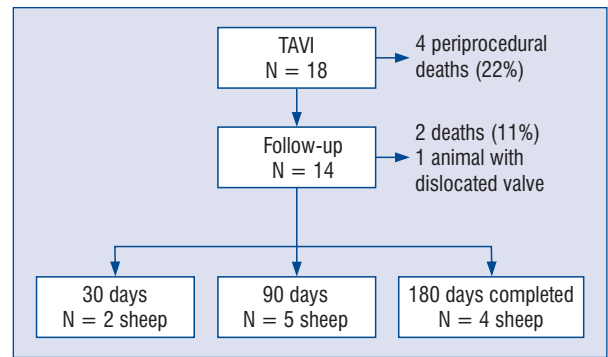 TAVI
N = 18
4 periprocedural
deaths (22%)
Follow-up
N = 14
2 deaths (11%)
1 animal with
dislocated valve
30 days
N = 2 sheep
90 days
N = 5 sheep
180 days completed
N = 4 sheep